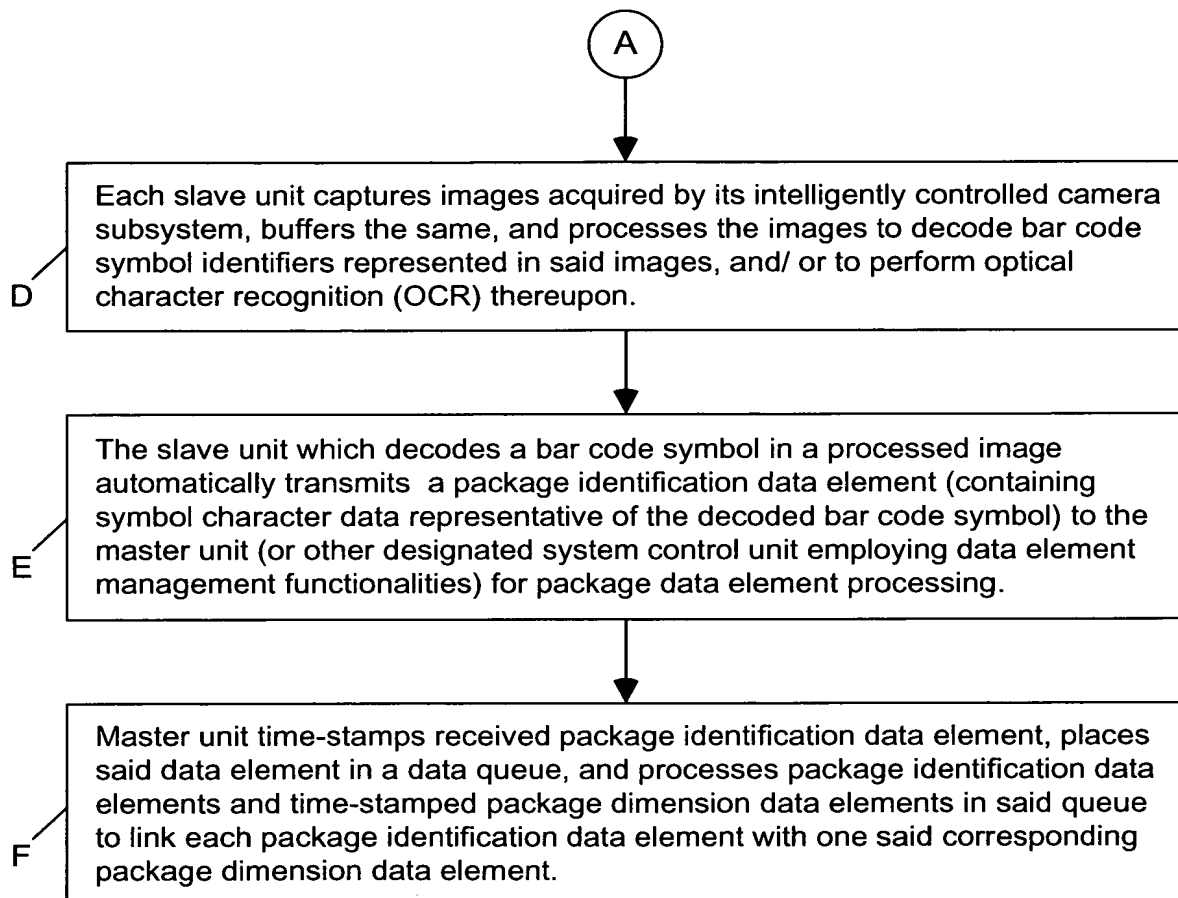 A
Each slave unit captures images acquired by its intelligently controlled camera
subsystem, buffers the same, and processes the images to decode bar code
symbol identifiers represented in said images, and/ or to perform optical
character recognition (OCR) thereupon.
D
The slave unit which decodes a bar code symbol in a processed image
automatically transmits a package identification data element (containing
symbol character data representative of the decoded bar code symbol) to the
master unit (or other designated system control unit employing data element
management functionalities) for package data element processing.
E
Master unit time-stamps received package identification data element, places
said data element in a data queue, and processes package identification data
elements and time-stamped package dimension data elements in said queue
to link each package identification data element with one said corresponding
package dimension data element.
F